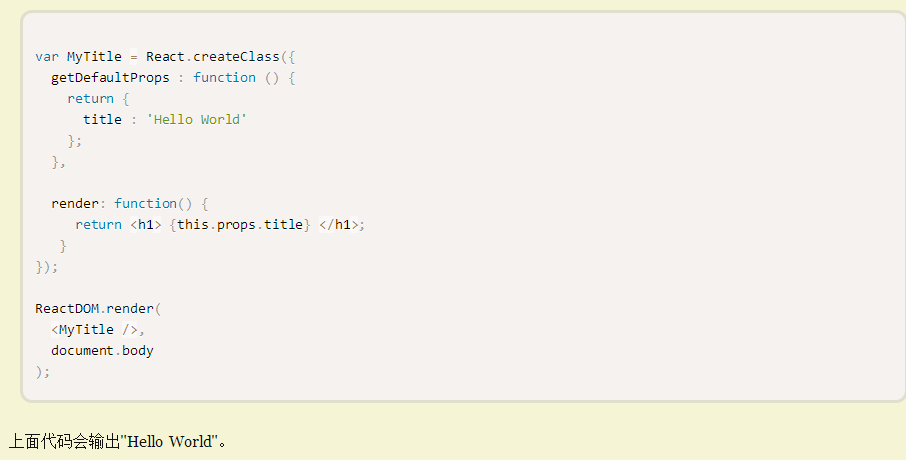 var MyTitle = React.createClass({
  getDefaultProps : function () {
    return {
      title : 'Hello World'
    };
  },

  render: function() {
     return <h1> {this.props.title} </h1>;
   }
});

ReactDOM.render(
  <MyTitle />,
  document.body
);

上面代码会输出"Hello World"。